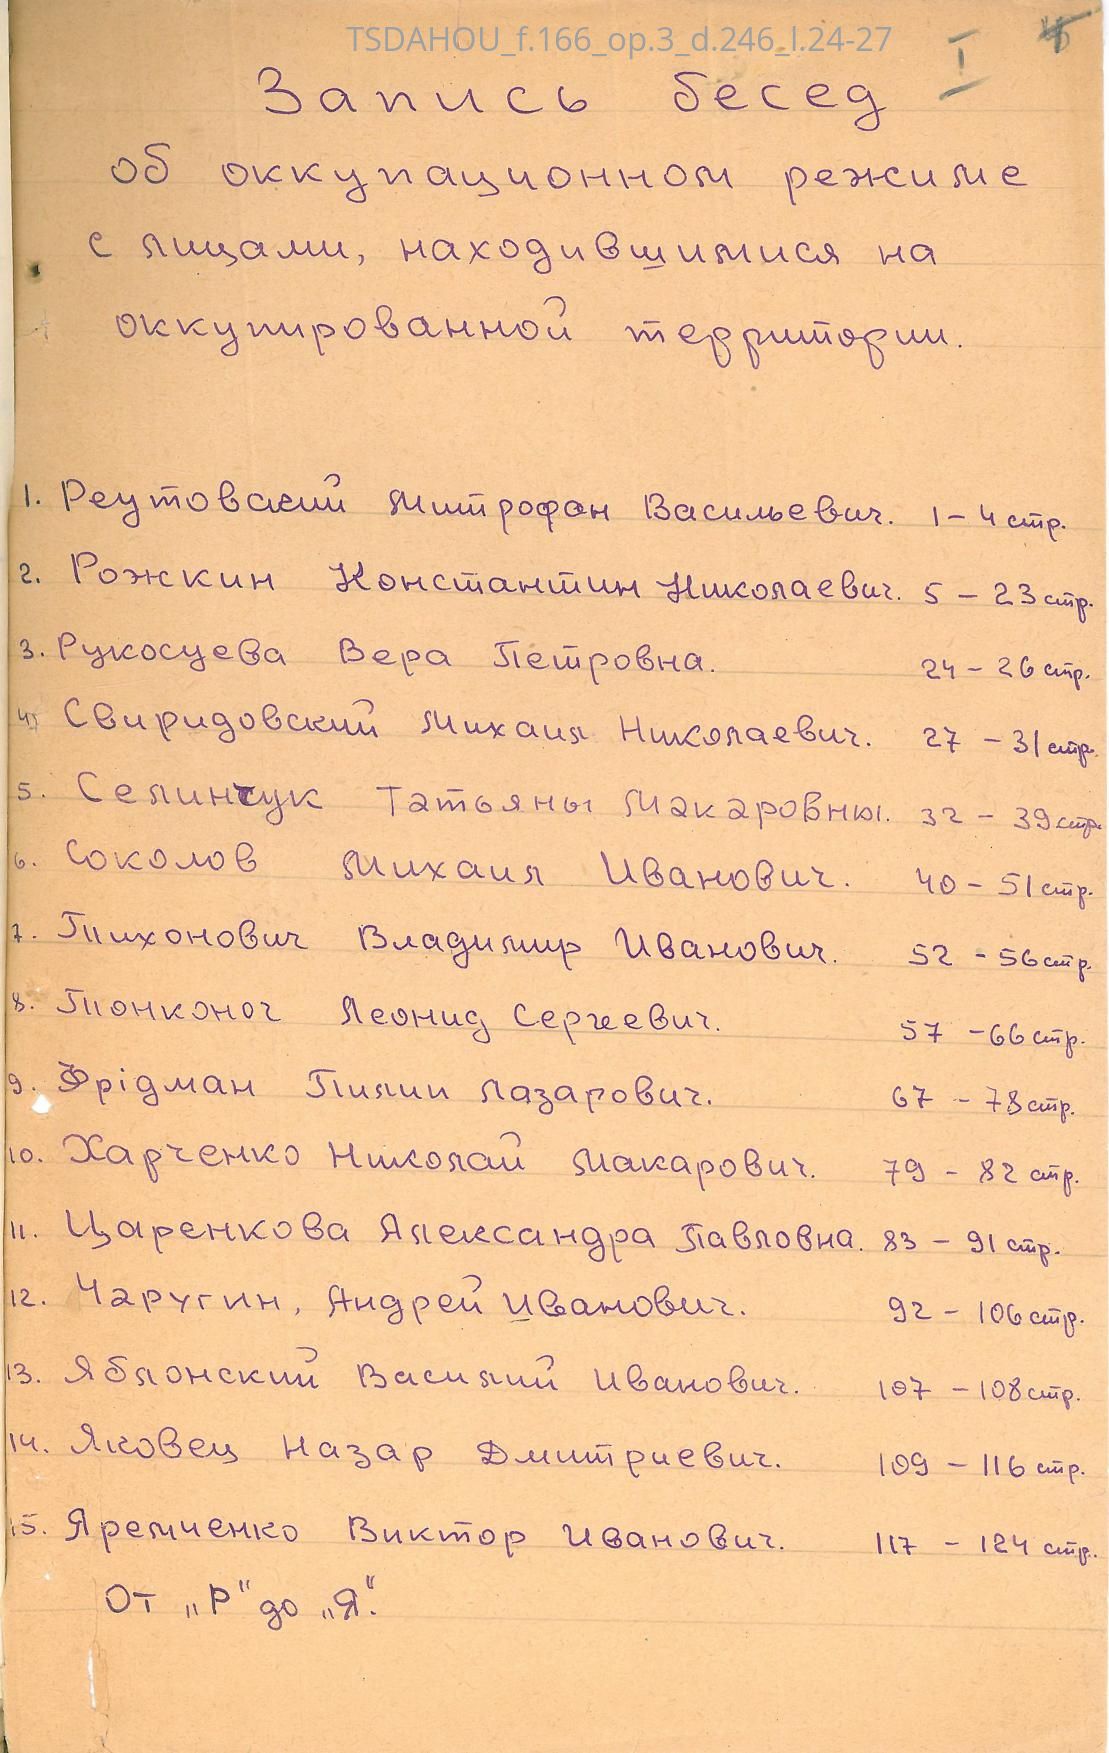 TSDAHOU_f.166_op.3_d.246_l.24-27
I
Запись бесед
об оккупационном режиме
с лицами, находившимися на
оккупированной территории.
1. Реутовский Митрофан Васильевич. 1 – 4 стр.
2. Рожкин Константин Николаевич. 5 – 23 стр.
3. Рукосуева Вера Петровна. 24 – 26 стр.
4. Свиридовский Михаил Николаевич. 27 – 31 стр.
5. Селинчук Татьяны Макаровны. 32 – 39 стр.
6. Соколов Михаил Иванович. 40 – 51 стр.
7. Тихонович Владимир Иванович. 52 – 56 стр.
8. Тонконог Леонид Сергеевич. 57 – 66 стр.
9. Фрідман Пилип Лазарович. 67 – 78 стр.
10. Харченко Николай Макарович. 79 – 82 стр.
11. Царенкова Александра Павловна. 83 – 91 стр.
12. Чаругин, Андрей Иванович. 92 – 106 стр.
13. Яблонский Василий Иванович. 107 – 108 стр.
14. Яковец Назар Дмитриевич. 109 – 116 стр.
15. Яремченко Виктор Иванович. 117 – 124 стр.
От „Р" до „Я".